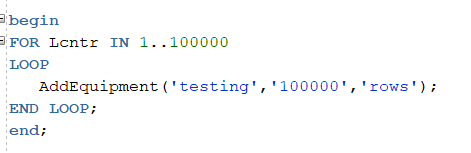 begin
FOR Lcntr IN 1..100000
LOOP
AddEquipment('testing','100000','rows');
END LOOP;
end;